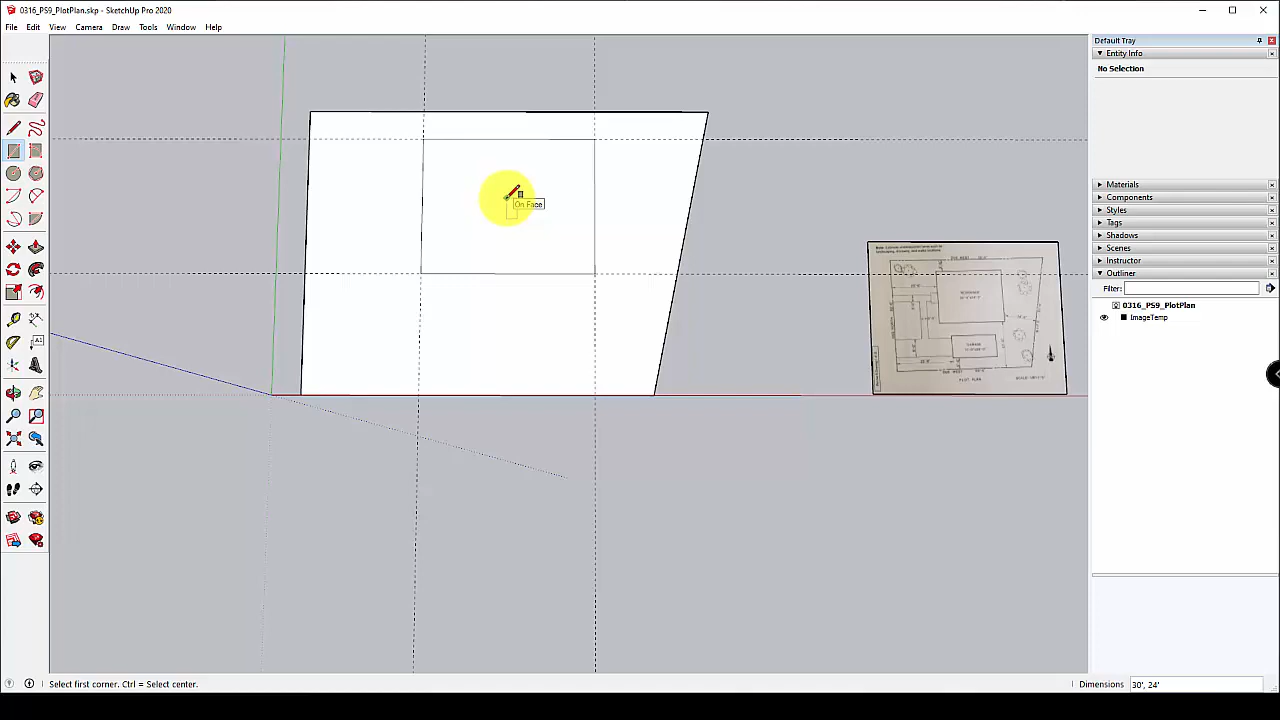 0316_PS9_PlotPlan.skp - SketchUp Pro 2020
File Edit View Camera Draw Tools Window Help
Default Tray
Entity Info
No Selection
On Face
Materials
Components
Styles
Tags
Shadows
Scenes
Instructor
Outliner
Filter:
0316_PS9_PlotPlan
ImageTemp
A1
GARAGE
PLOT PLAN
Select first corner. Ctrl = Select center.
Dimensions 30', 24'